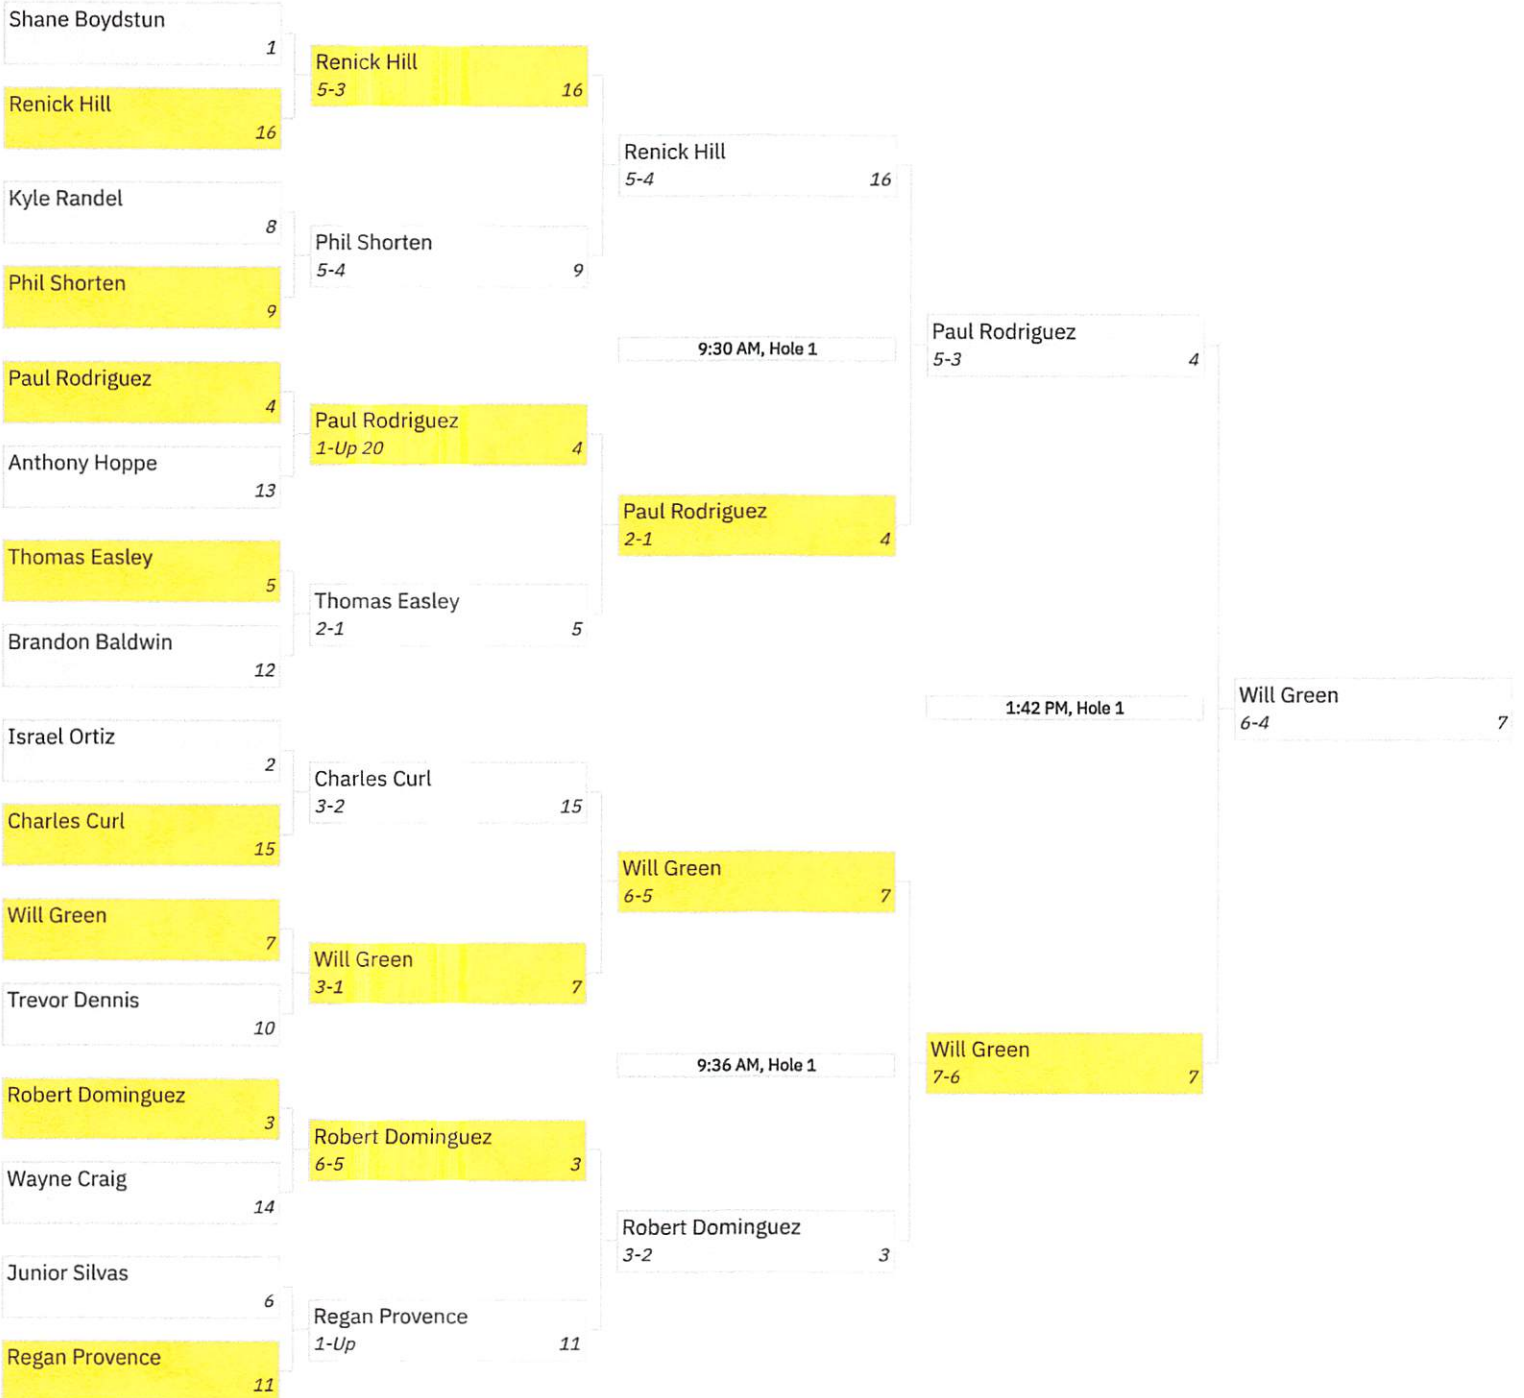 Shane Boydstun
1
Renick Hill
16
Kyle Randel
8
Phil Shorten
9
Paul Rodriguez
4
Anthony Hoppe
13
Thomas Easley
5
Brandon Baldwin
12
Israel Ortiz
2
Charles Curl
15
Will Green
7
Trevor Dennis
10
Robert Dominguez
3
Wayne Craig
14
Junior Silvas
6
Regan Provence
11
Renick Hill
5-3 16
Phil Shorten
5-4 9
Paul Rodriguez
1-Up 20 4
Thomas Easley
2-1 5
Charles Curl
3-2 15
Will Green
3-1 7
Robert Dominguez
6-5 3
Regan Provence
1-Up 11
Renick Hill
5-4 16
9:30 AM, Hole 1
Paul Rodriguez
2-1 4
Will Green
6-5 7
9:36 AM, Hole 1
Robert Dominguez
3-2 3
Paul Rodriguez
5-3 4
1:42 PM, Hole 1
Will Green
7-6 7
Will Green
6-4 7